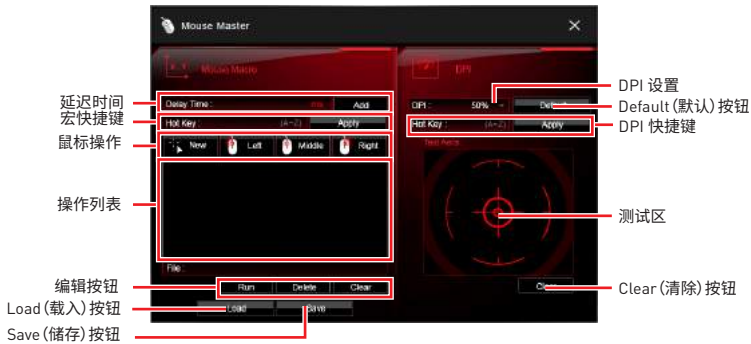 Mouse Master
Mouse Macro
DPI
延迟时间
Delay Time :
Add
宏快捷键
Hot Key :
(A~Z)
Apply
鼠标操作
New
Left
Middle
Right
操作列表
File :
编辑按钮
Run
Delete
Clear
Load (载入) 按钮
Load
Save
Save (储存) 按钮
DPI 设置
DPI :
50%
Default
Default (默认) 按钮
Hot Key :
(A~Z)
Apply
DPI 快捷键
Test Area
测试区
Clear
Clear (清除) 按钮